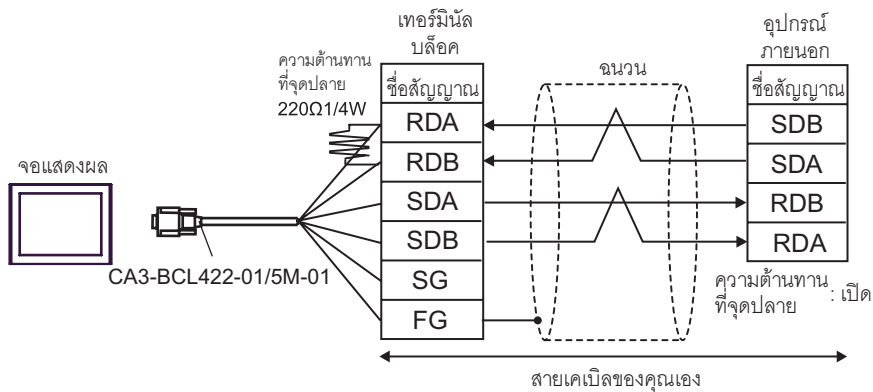 เทอร์มินัล
บล็อค
อุปกรณ์
ภายนอก
ความต้านทาน
ที่จุดปลาย
220Ω1/4W
ฉนวน
ชื่อสัญญาณ
ชื่อสัญญาณ
RDA
SDB
RDB
SDA
จอแสดงผล
SDA
RDB
SDB
RDA
CA3-BCL422-01/5M-01
SG
ความต้านทาน
ที่จุดปลาย : เปิด
FG
สายเคเบิลของคุณเอง